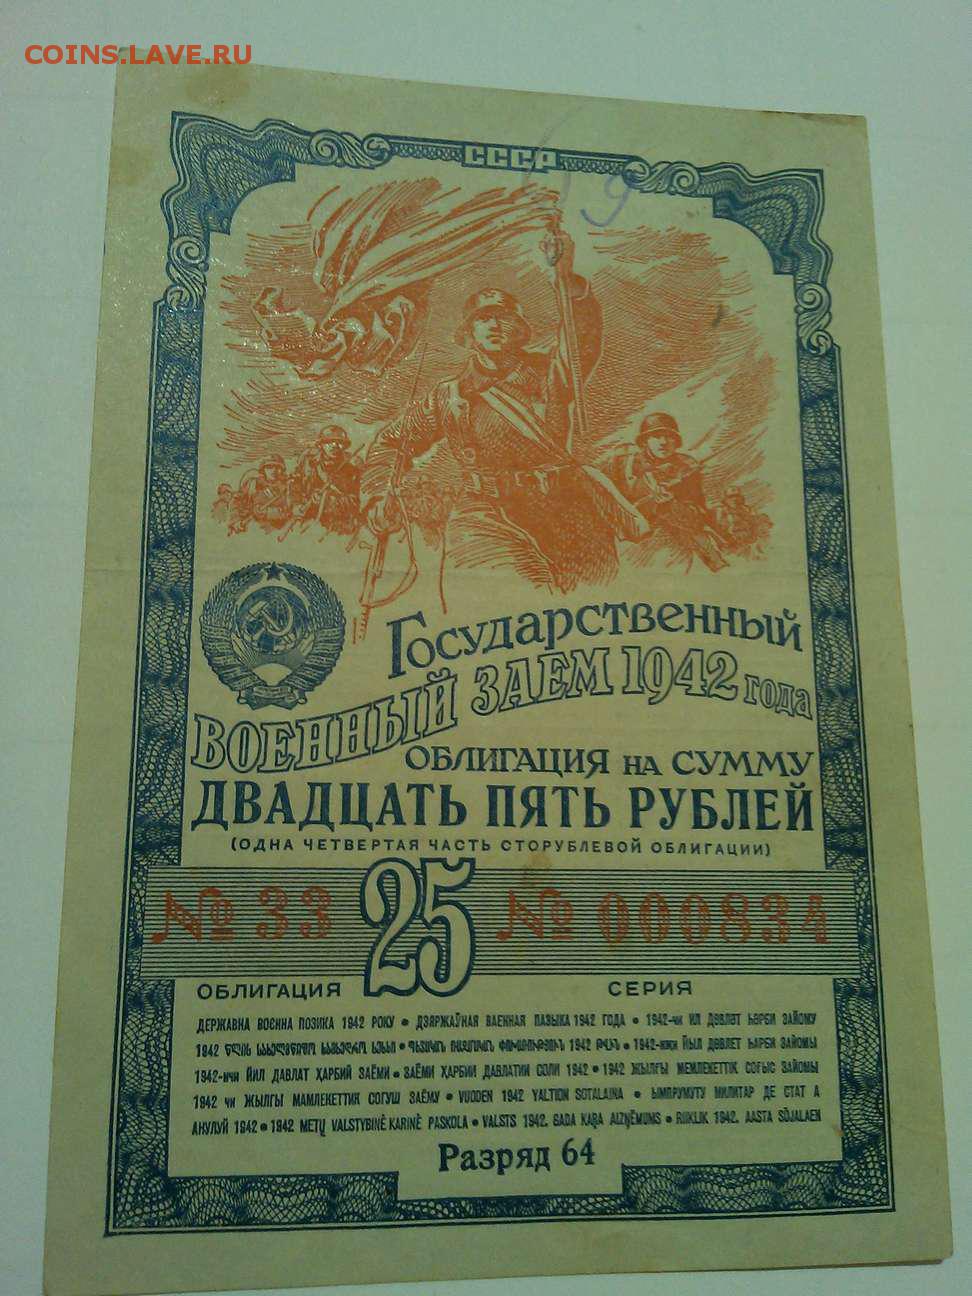 COINS.LAVE.RU
СССР
9
Государственный
ВОЕННЫЙ ЗАЕМ 1942 года
ОБЛИГАЦИЯ НА СУММУ
ДВАДЦАТЬ ПЯТЬ РУБЛЕЙ
(ОДНА ЧЕТВЕРТАЯ ЧАСТЬ СТОРУБЛЕВОЙ ОБЛИГАЦИИ)
№ 33 25 № 000834
ОБЛИГАЦИЯ СЕРИЯ
ДЕРЖАВНА ВОЄННА ПОЗИКА 1942 РОКУ • ДЗЯРЖАЎНАЯ ВАЕННАЯ ПАЗЫКА 1942 ГОДА • 1942-чи ИЛ ДӨВЛӘТ ҺӘРБИ ЗАЙОМУ
1942 • 1942 • 1942-нжи ЙЫЛ ДӨВЛЕТ ҺАРБИ ЗАЙОМЫ
1942-нчи ЙИЛ ДАВЛАТ ҲАРБИЙ ЗАЁМИ • ЗАЁМИ ҲАРБИИ ДАВЛАТИИ СОЛИ 1942 • 1942 ЖЫЛҒЫ МЕМЛЕКЕТТІК СОҒЫС ЗАЙОМЫ
1942 чи ЖЫЛГЫ МАМЛЕКЕТТИК СОГУШ ЗАЁМУ • VUODEN 1942 VALTION SOTALAINA • ЫМПРУМУТУ МИЛИТАР ДЕ СТАТ А
АНУЛУЙ 1942 • 1942 METŲ VALSTYBINĖ KARINĖ PASKOLA • VALSTS 1942. GADA KAŖA AIZŅĒMUMS • RIIKLIK 1942. AASTA SÕJALAEN
Разряд 64